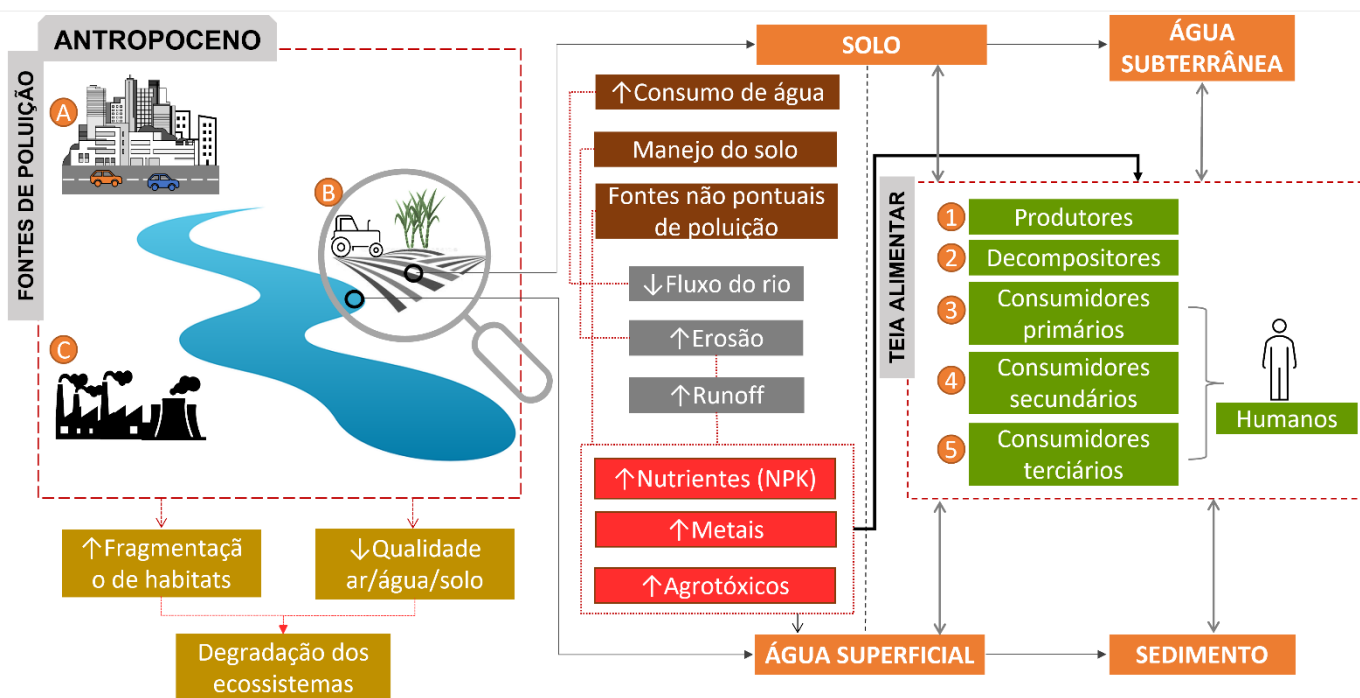 ANTROPOCENO
FONTES DE POLUIÇÃO
A
B
C
↑Fragmentaçã
o de habitats
↓Qualidade
ar/água/solo
Degradação dos
ecossistemas
SOLO
ÁGUA
SUBTERRÂNEA
↑Consumo de água
Manejo do solo
Fontes não pontuais
de poluição
↓Fluxo do rio
↑Erosão
↑Runoff
↑Nutrientes (NPK)
↑Metais
↑Agrotóxicos
ÁGUA SUPERFICIAL
SEDIMENTO
TEIA ALIMENTAR
1 Produtores
2 Decompositores
3 Consumidores
primários
4 Consumidores
secundários
5 Consumidores
terciários
Humanos